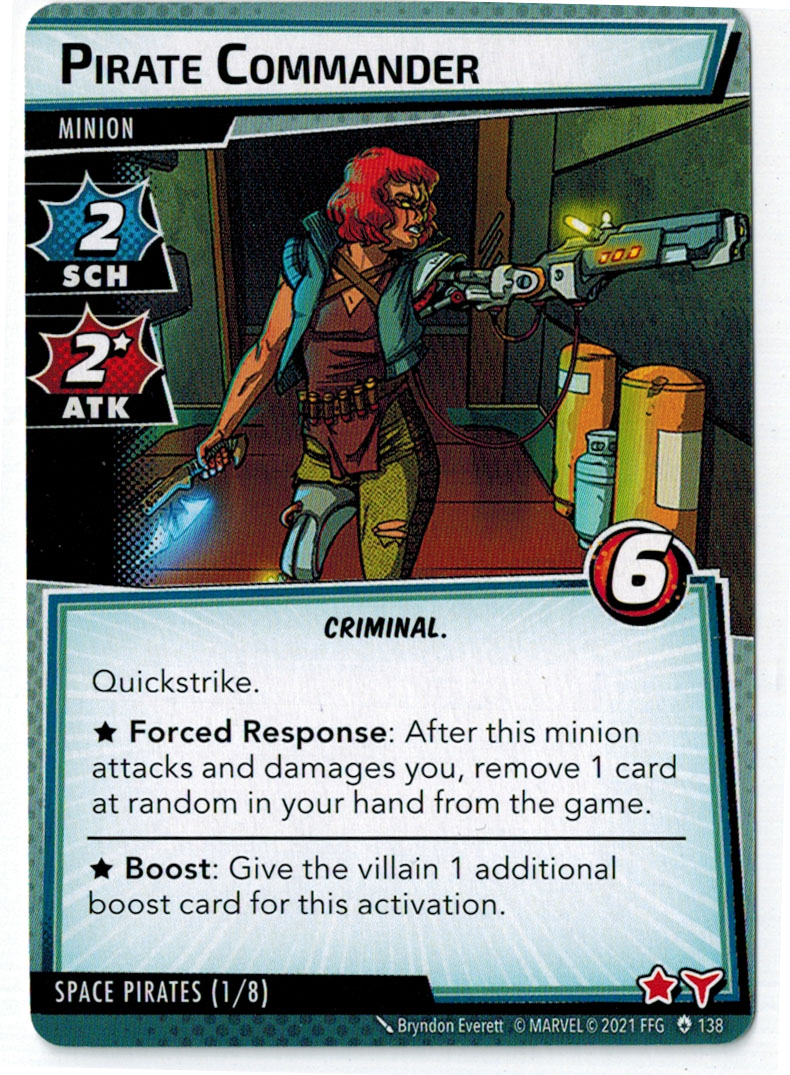 PIRATE COMMANDER
MINION
2
SCH
2★
ATK
6
CRIMINAL.
Quickstrike.
★ Forced Response: After this minion
attacks and damages you, remove 1 card
at random in your hand from the game.
★ Boost: Give the villain 1 additional
boost card for this activation.
SPACE PIRATES (1/8)
Bryndon Everett © MARVEL © 2021 FFG 138